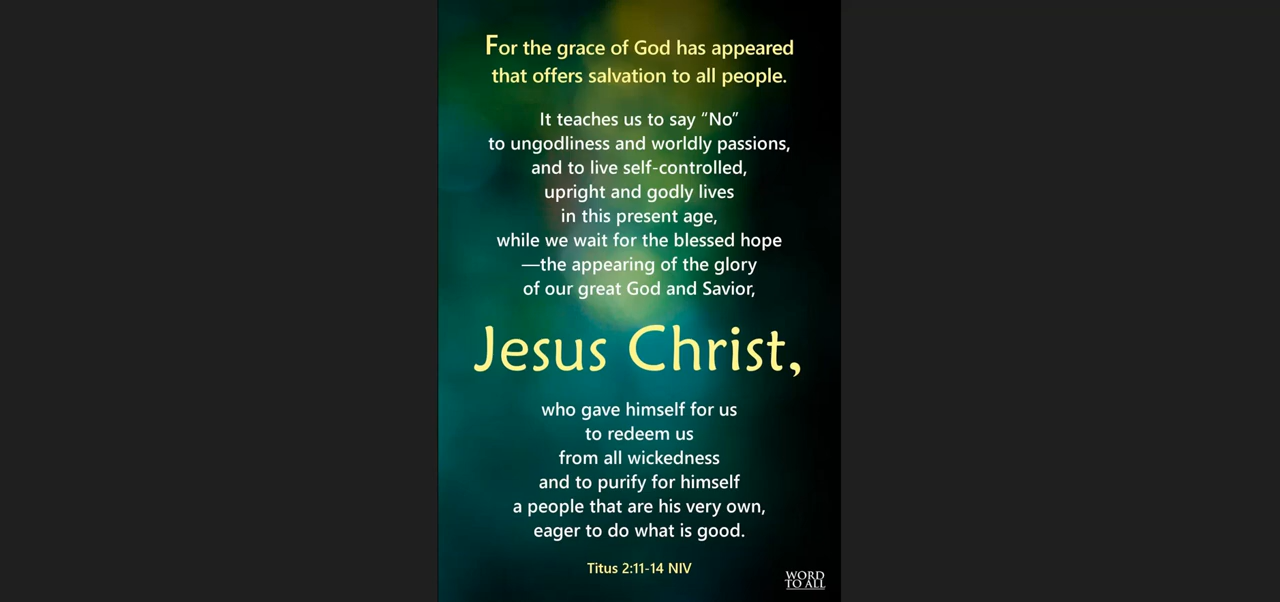 For the grace of God has appeared
that offers salvation to all people.
It teaches us to say “No”
to ungodliness and worldly passions,
and to live self-controlled,
upright and godly lives
in this present age,
while we wait for the blessed hope
—the appearing of the glory
of our great God and Savior,
Jesus Christ,
who gave himself for us
to redeem us
from all wickedness
and to purify for himself
a people that are his very own,
eager to do what is good.
Titus 2:11-14 NIV
WORD
TO ALL